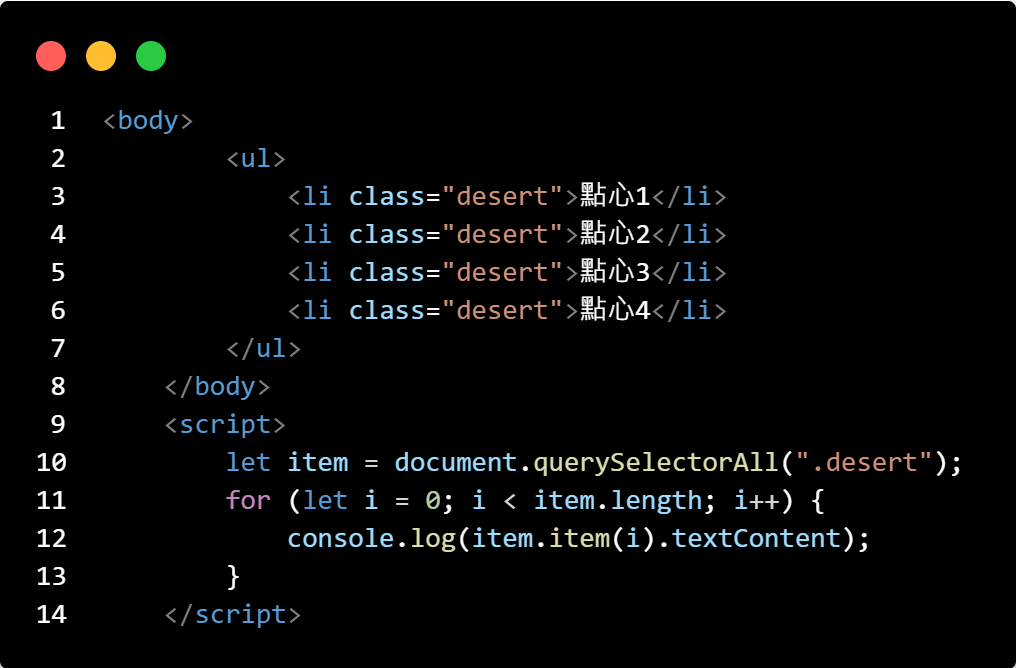 1 <body>
2 <ul>
3 <li class="desert">點心1</li>
4 <li class="desert">點心2</li>
5 <li class="desert">點心3</li>
6 <li class="desert">點心4</li>
7 </ul>
8 </body>
9 <script>
10 let item = document.querySelectorAll(".desert");
11 for (let i = 0; i < item.length; i++) {
12 console.log(item.item(i).textContent);
13 }
14 </script>